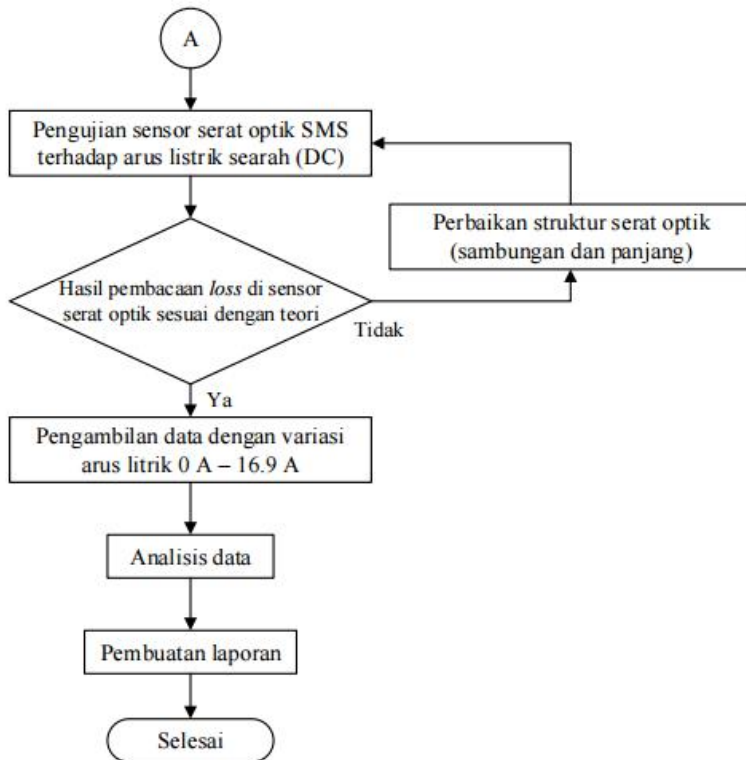 A
Pengujian sensor serat optik SMS
terhadap arus listrik searah (DC)
Perbaikan struktur serat optik
(sambungan dan panjang)
Hasil pembacaan loss di sensor
serat optik sesuai dengan teori
Tidak
Ya
Pengambilan data dengan variasi
arus litrik 0 A – 16.9 A
Analisis data
Pembuatan laporan
Selesai